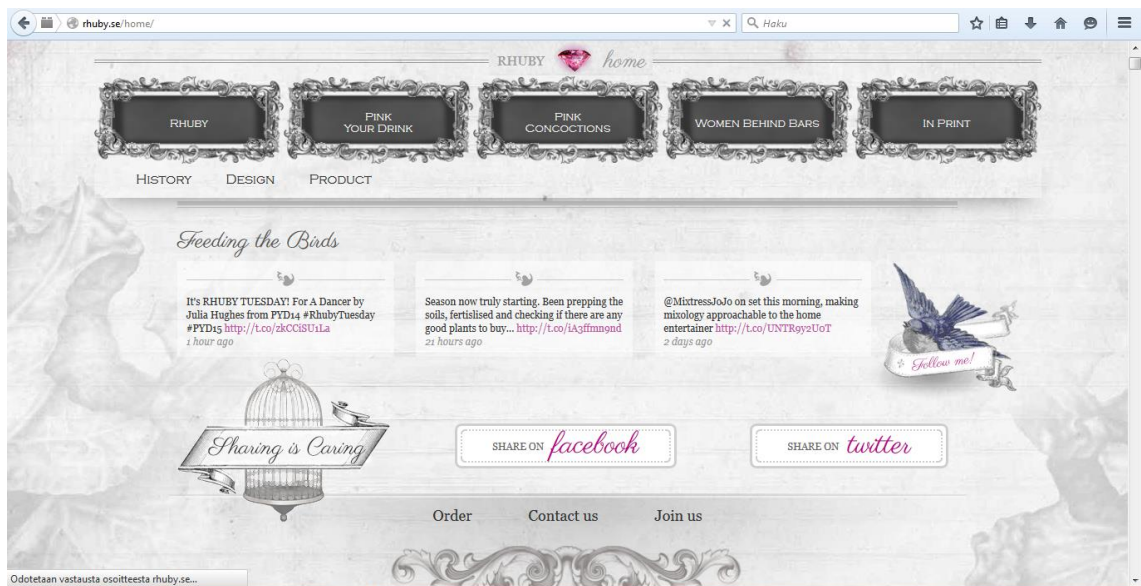 rhuby.se/home/
Haku
RHUBY home
RHUBY
PINK
YOUR DRINK
PINK
CONCOCTIONS
WOMEN BEHIND BARS
IN PRINT
HISTORY DESIGN PRODUCT
Feeding the Birds
It's RHUBY TUESDAY! For A Dancer by
Julia Hughes from PYD14 #RhubyTuesday
#PYD15 http://t.co/zkCCiSU1La
1 hour ago
Season now truly starting. Been prepping the
soils, fertislised and checking if there are any
good plants to buy... http://t.co/iA3ffmn9nd
21 hours ago
@MixtressJoJo on set this morning, making
mixology approachable to the home
entertainer http://t.co/UNTR9y2U0T
2 days ago
Follow me!
Sharing is Caring
SHARE ON facebook
SHARE ON twitter
Order Contact us Join us
Odotetaan vastausta osoitteesta rhuby.se...